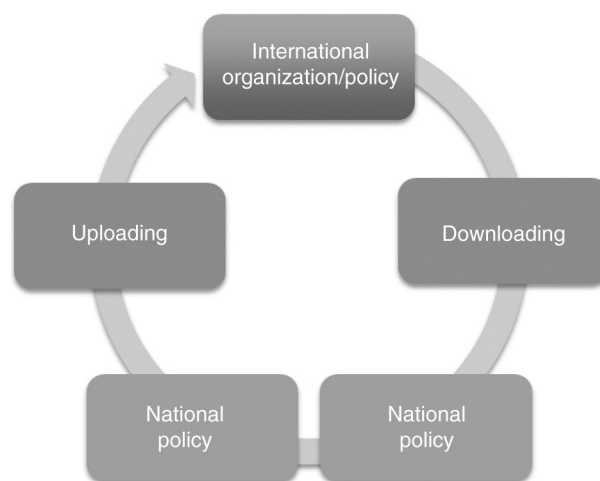 International
organization/policy
Uploading
Downloading
National
policy
National
policy